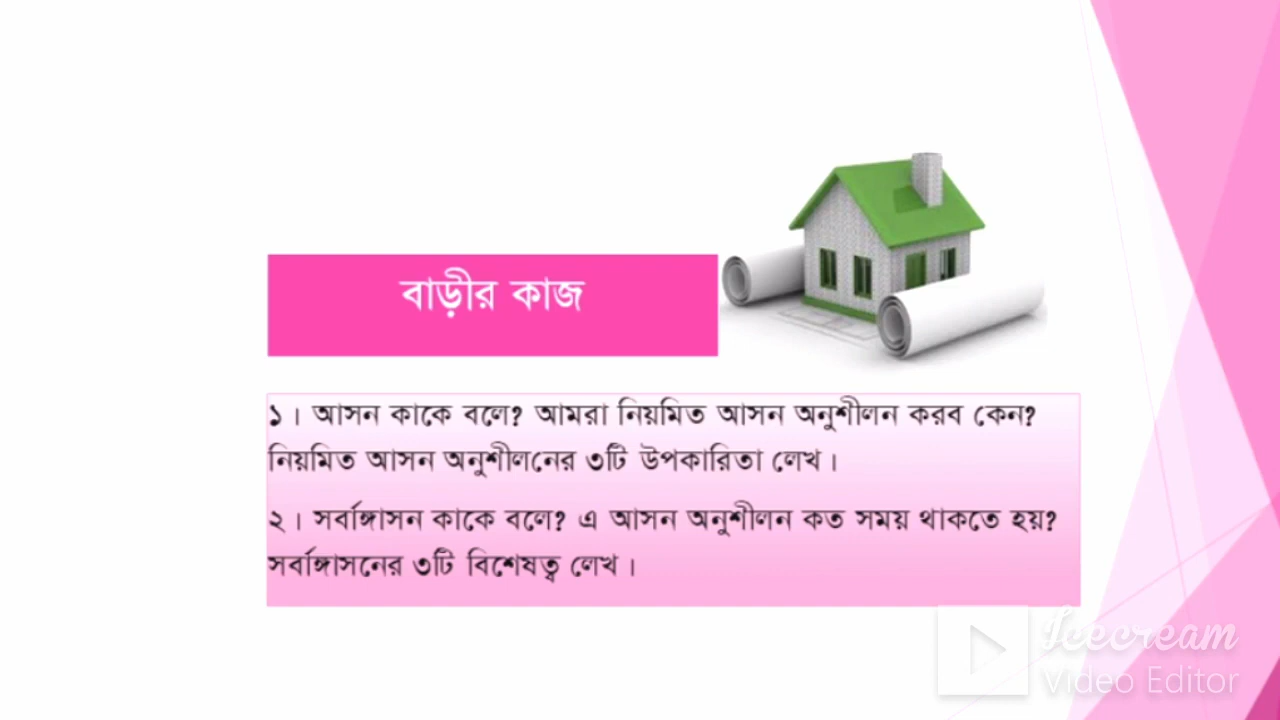 বাড়ীর কাজ
১। আসন কাকে বলে? আমরা নিয়মিত আসন অনুশীলন করব কেন?
নিয়মিত আসন অনুশীলনের ৩টি উপকারিতা লেখ।
২। সর্বাঙ্গাসন কাকে বলে? এ আসন অনুশীলন কত সময় থাকতে হয়?
সর্বাঙ্গাসনের ৩টি বিশেষত্ব লেখ।
Icecream
Video Editor